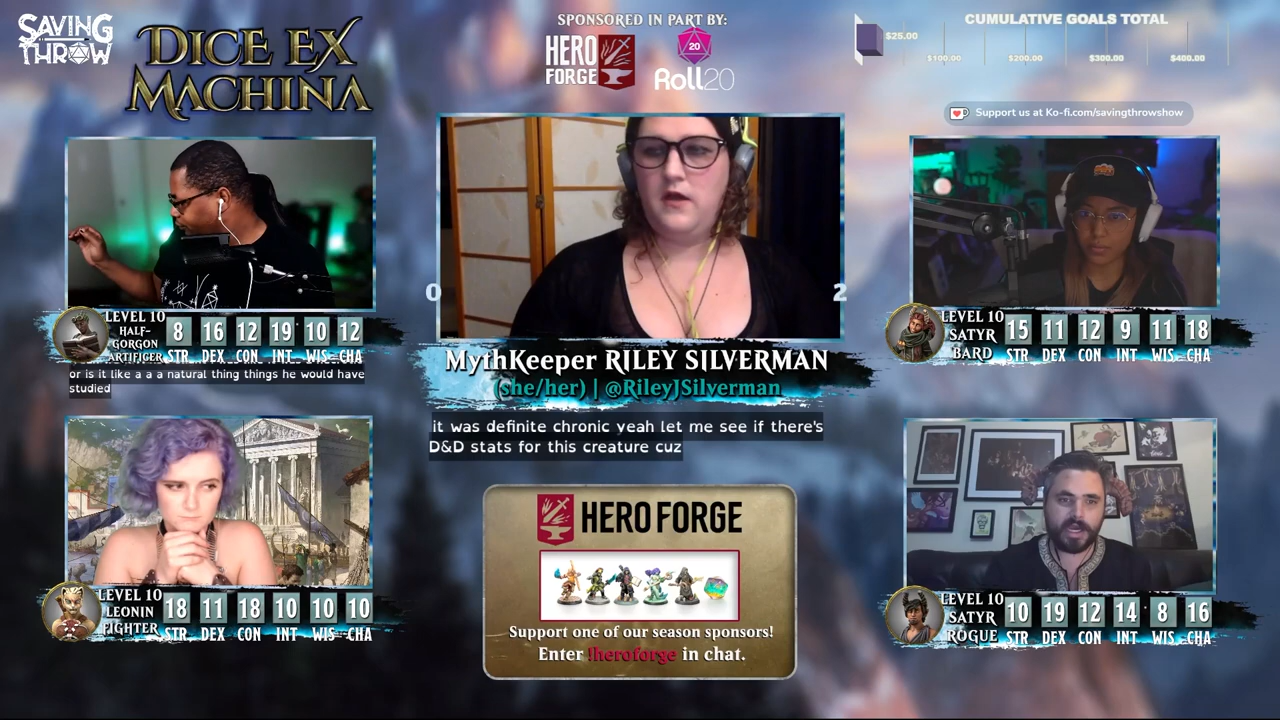 SAVING
THROW
DICE EX
MACHINA
SPONSORED IN PART BY:
HERO
FORGE
20
Roll20
CUMULATIVE GOALS TOTAL
$25.00
$100.00 $200.00 $300.00 $400.00
Support us at Ko-fi.com/savingthrowshow
0
2
LEVEL 10
HALF-
GORGON
ARTIFICER
8 16 12 19 10 12
STR DEX CON INT WIS CHA
or is it like a a a natural thing things he would have
studied
MythKeeper RILEY SILVERMAN
(she/her) | @RileyJSilverman
it was definite chronic yeah let me see if there's
D&D stats for this creature cuz
LEVEL 10
SATYR
BARD
15 11 12 9 11 18
STR DEX CON INT WIS CHA
LEVEL 10
LEONIN
FIGHTER
18 11 18 10 10 10
STR DEX CON INT WIS CHA
HERO FORGE
Support one of our season sponsors!
Enter !heroforge in chat.
LEVEL 10
SATYR
ROGUE
10 19 12 14 8 16
STR DEX CON INT WIS CHA